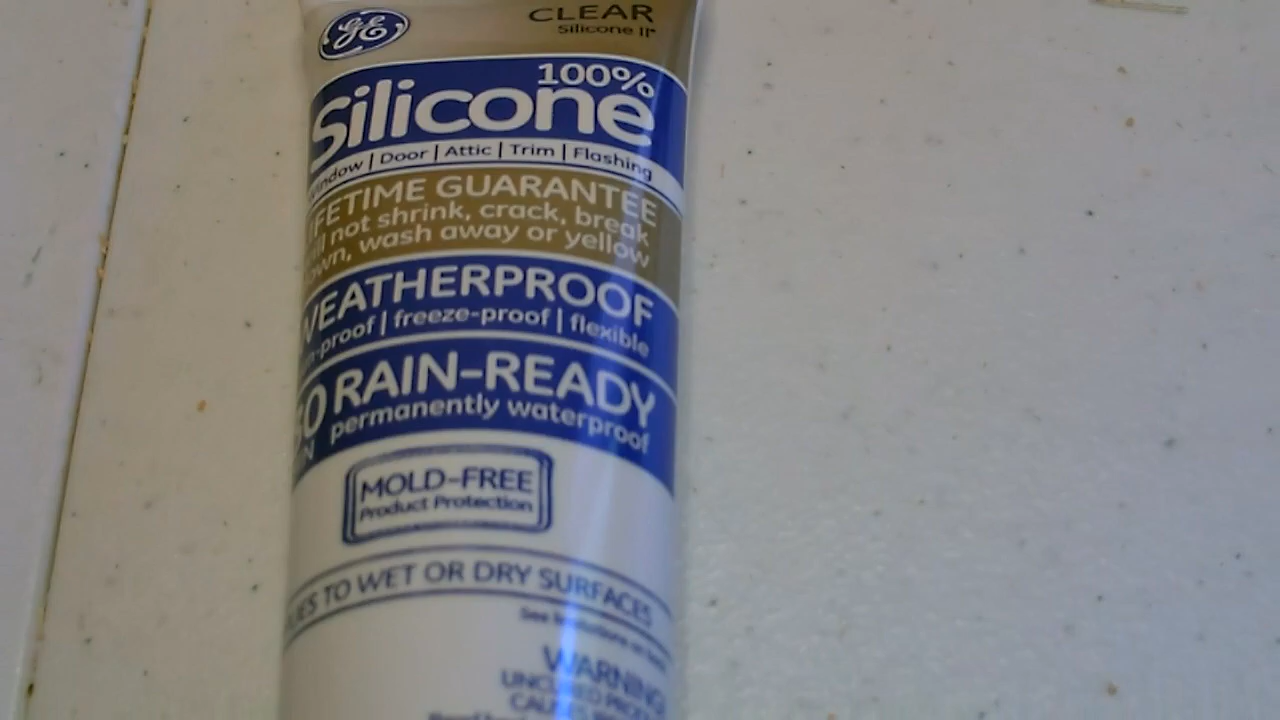 GE
CLEAR
Silicone II*
100%
Silicone
Window | Door | Attic | Trim | Flashing
LIFETIME GUARANTEE
not shrink, crack, break
wash away or yellow
WEATHERPROOF
freeze-proof | flexible
RAIN-READY
permanently waterproof
MOLD-FREE
Product Protection
TO WET OR DRY SURFACES
WARNING